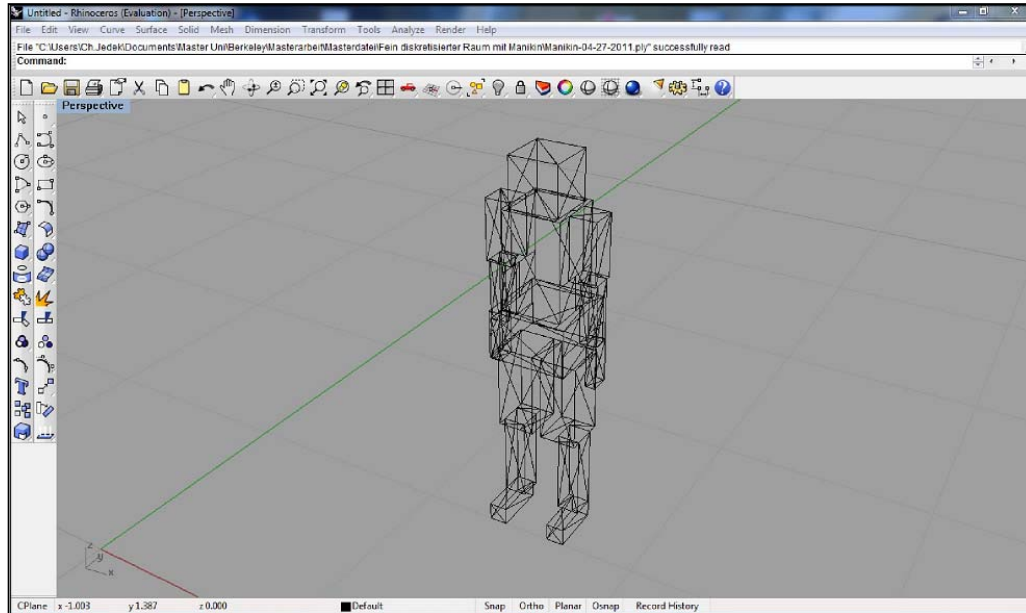 Untitled - Rhinoceros (Evaluation) - [Perspective]
File Edit View Curve Surface Solid Mesh Dimension Transform Tools Analyze Render Help
File "C:\Users\Ch.Jedek\Documents\Master Uni\Berkeley\Masterarbeit\Masterdatei\Fein diskretisierter Raum mit Manikin\Manikin-04-27-2011.ply" successfully read
Command:
Perspective
z
y
x
CPlane x -1.003 y 1.387 z 0.000 Default Snap Ortho Planar Osnap Record History